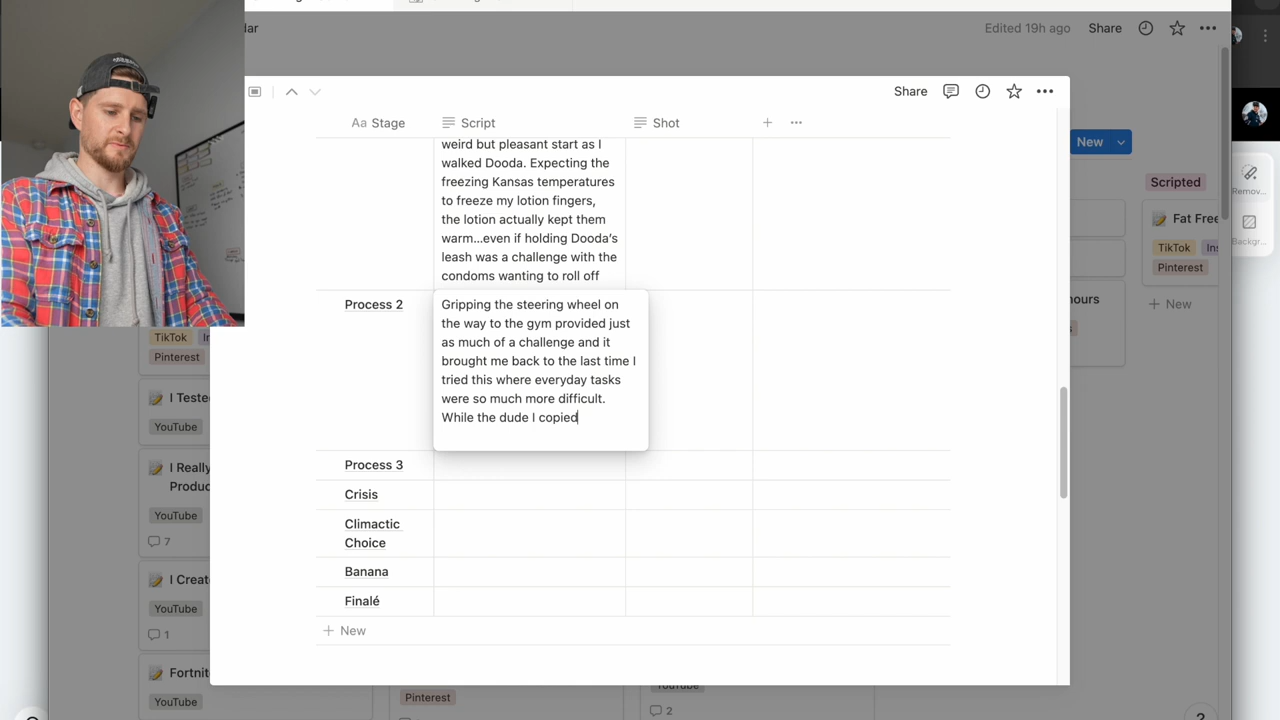 dar
Edited 19h ago
Share
Share
Aa Stage
Script
Shot
New
weird but pleasant start as I
walked Dooda. Expecting the
freezing Kansas temperatures
to freeze my lotion fingers,
the lotion actually kept them
warm...even if holding Dooda's
leash was a challenge with the
condoms wanting to roll off
Process 2
Gripping the steering wheel on
the way to the gym provided just
as much of a challenge and it
brought me back to the last time I
tried this where everyday tasks
were so much more difficult.
While the dude I copied
Process 3
Crisis
Climactic
Choice
Banana
Finalé
New
TikTok
In
Pinterest
I Teste
YouTube
I Really
Produc
YouTube
7
I Creat
YouTube
1
Fortnit
YouTube
Pinterest
YouTube
2
Scripted
Fat Free
TikTok
Ins
Pinterest
New
hours
Remov...
Backgr...
?